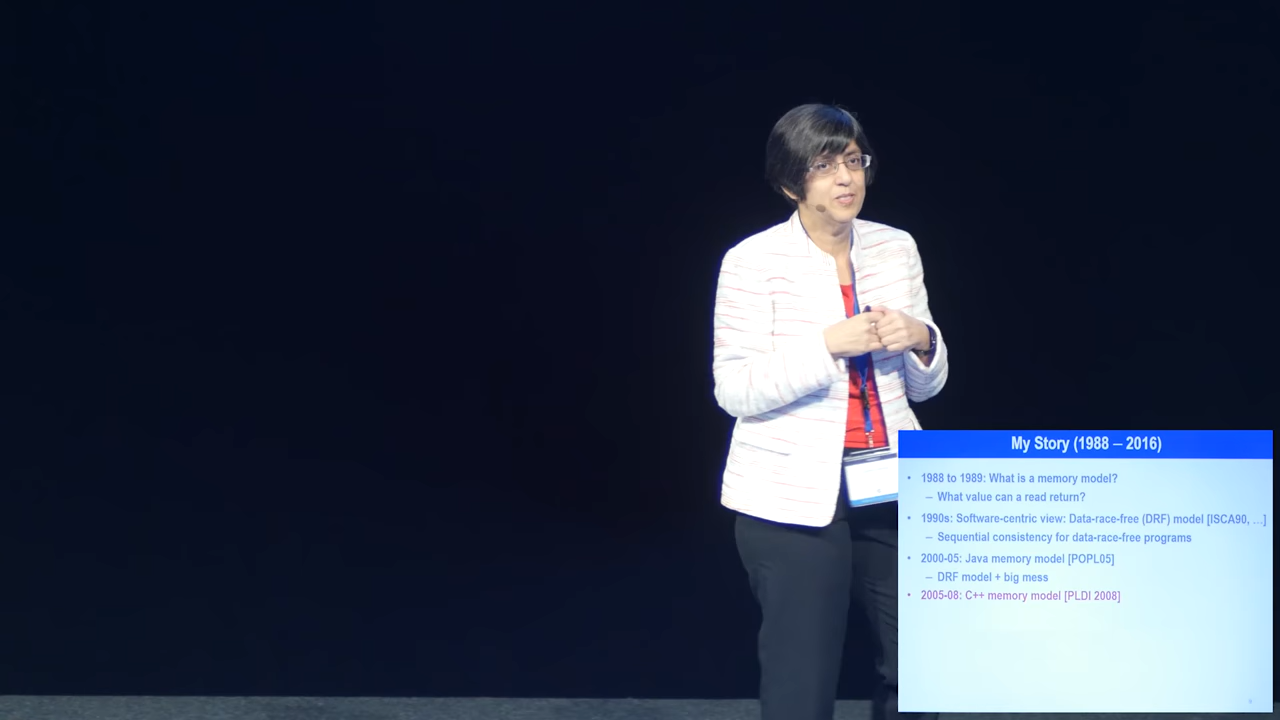 My Story (1988 – 2016)
• 1988 to 1989: What is a memory model?
– What value can a read return?
• 1990s: Software-centric view: Data-race-free (DRF) model [ISCA90, …]
– Sequential consistency for data-race-free programs
• 2000-05: Java memory model [POPL05]
– DRF model + big mess
• 2005-08: C++ memory model [PLDI 2008]